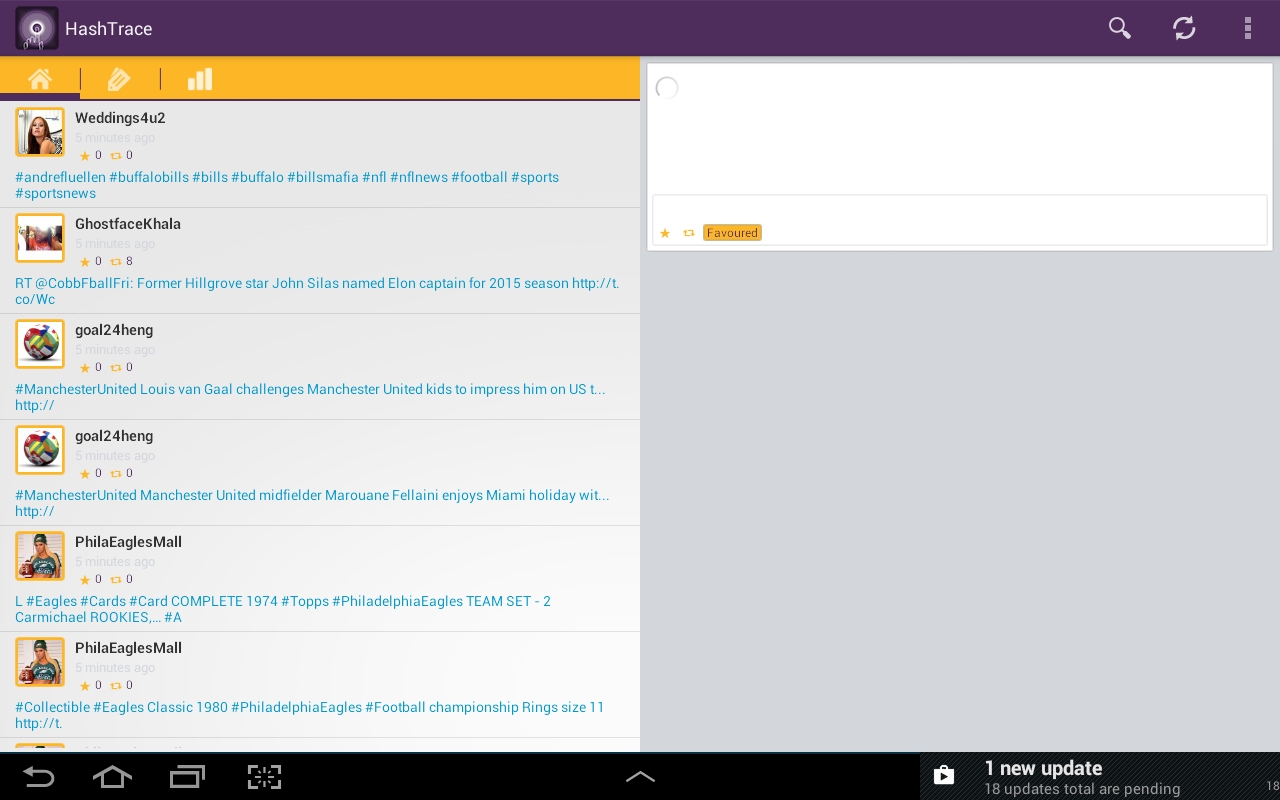 HashTrace
Weddings4u2
5 minutes ago
0 0
#andrefluellen #buffalobills #bills #buffalo #billsmafia #nfl #nflnews #football #sports
#sportsnews
GhostfaceKhala
5 minutes ago
0 8
RT @CobbFballFri: Former Hillgrove star John Silas named Elon captain for 2015 season http://t.
co/Wc
goal24heng
5 minutes ago
0 0
#ManchesterUnited Louis van Gaal challenges Manchester United kids to impress him on US t...
http://
goal24heng
5 minutes ago
0 0
#ManchesterUnited Manchester United midfielder Marouane Fellaini enjoys Miami holiday wit...
http://
PhilaEaglesMall
5 minutes ago
0 0
L #Eagles #Cards #Card COMPLETE 1974 #Topps #PhiladelphiaEagles TEAM SET - 2
Carmichael ROOKIES,... #A
PhilaEaglesMall
5 minutes ago
0 0
#Collectible #Eagles Classic 1980 #PhiladelphiaEagles #Football championship Rings size 11
http://t.
Favoured
1 new update
18 updates total are pending
18